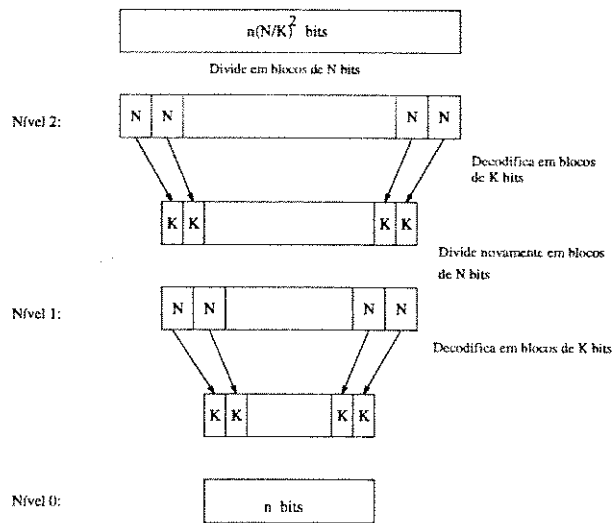 n(N/K)² bits
Divide em blocos de N bits
Nível 2:
N N N N
Decodifica em blocos
de K bits
K K K K
Divide novamente em blocos
de N bits
Nível 1:
N N N N
Decodifica em blocos de K bits
K K K K
Nível 0:
n bits